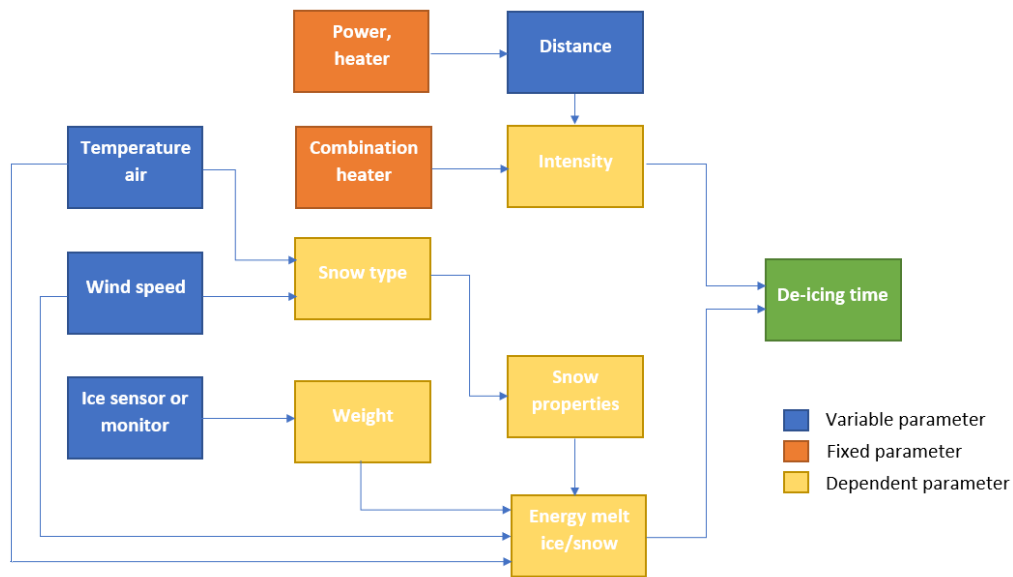 Power,
heater
Distance
Temperature
air
Combination
heater
Intensity
Wind speed
Snow type
De-icing time
Ice sensor or
monitor
Weight
Snow
properties
Variable parameter
Fixed parameter
Dependent parameter
Energy melt
ice/snow